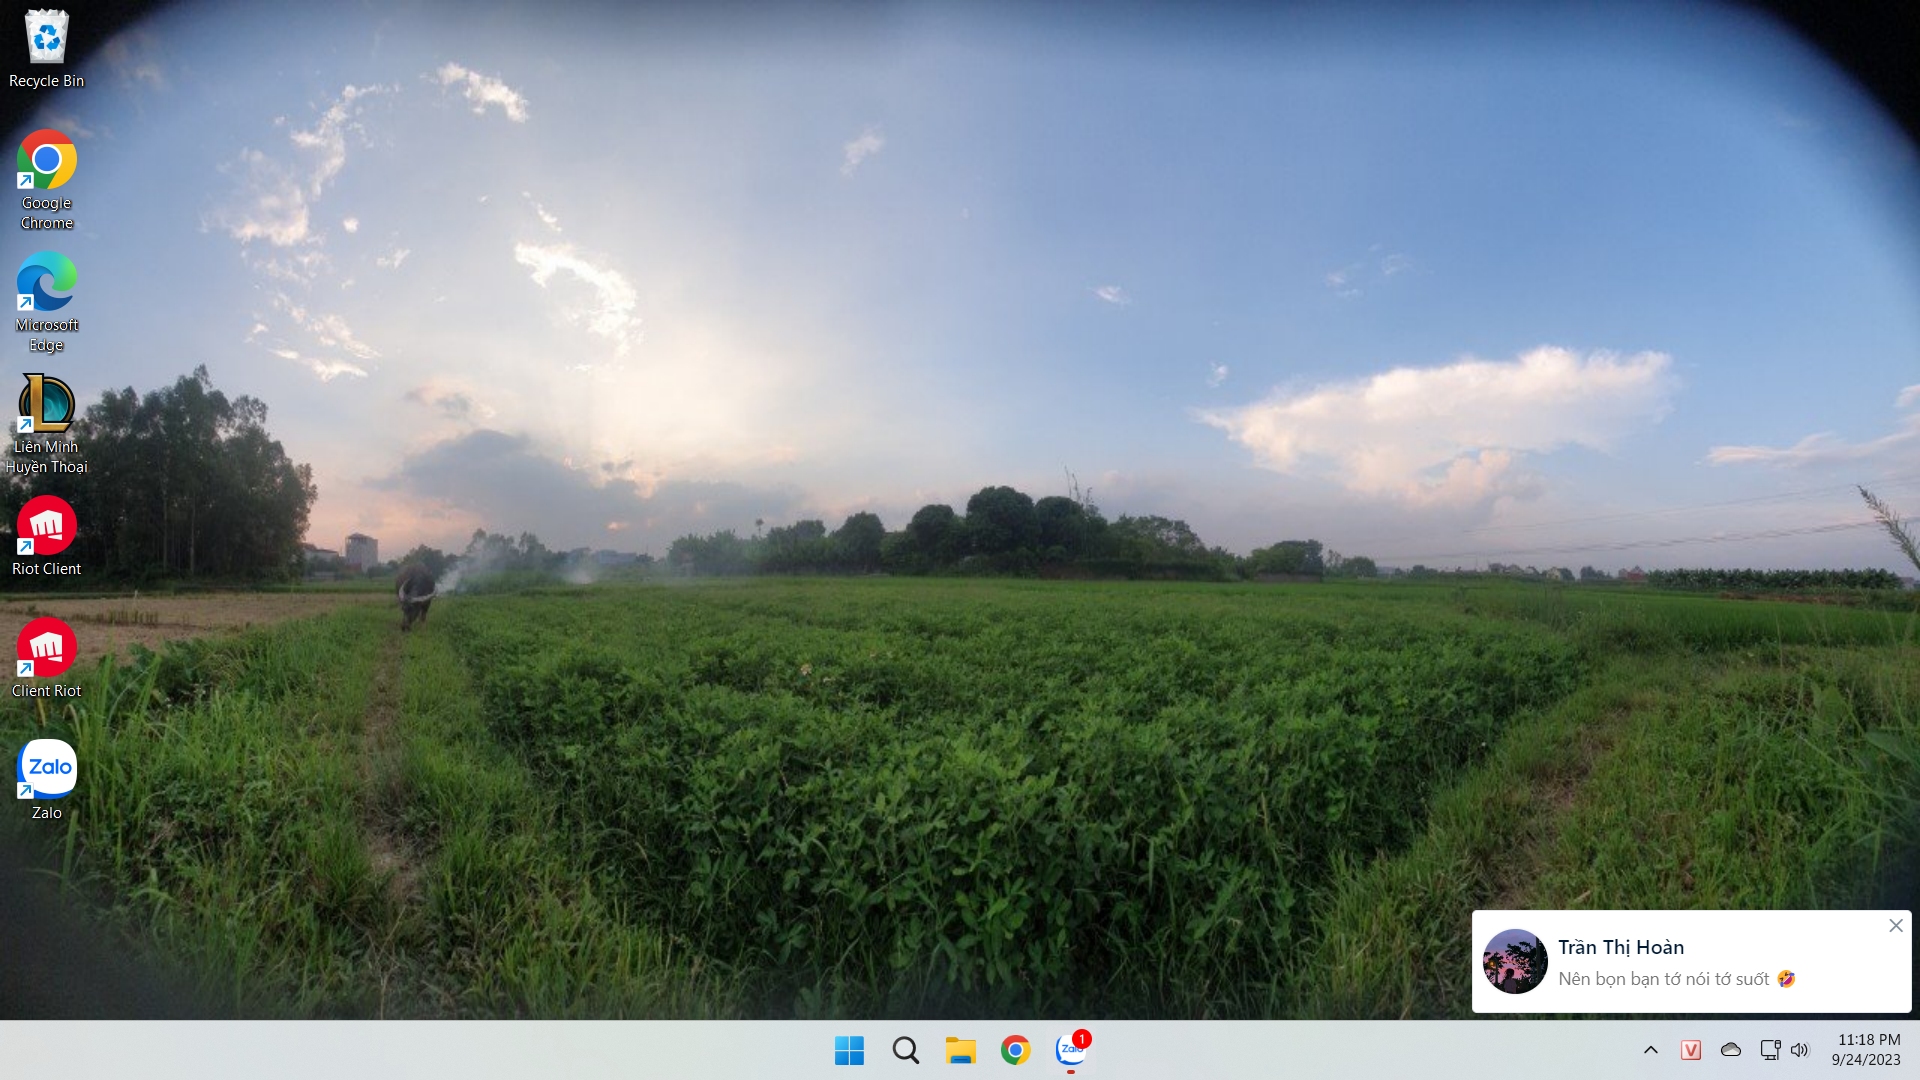 Recycle Bin
Google
Chrome
Microsoft
Edge
Liên Minh
Huyền Thoại
Riot Client
Client Riot
Zalo
Zalo
Trần Thị Hoàn
Nên bọn bạn tớ nói tớ suốt 🤣
Zalo
1
V
11:18 PM
9/24/2023